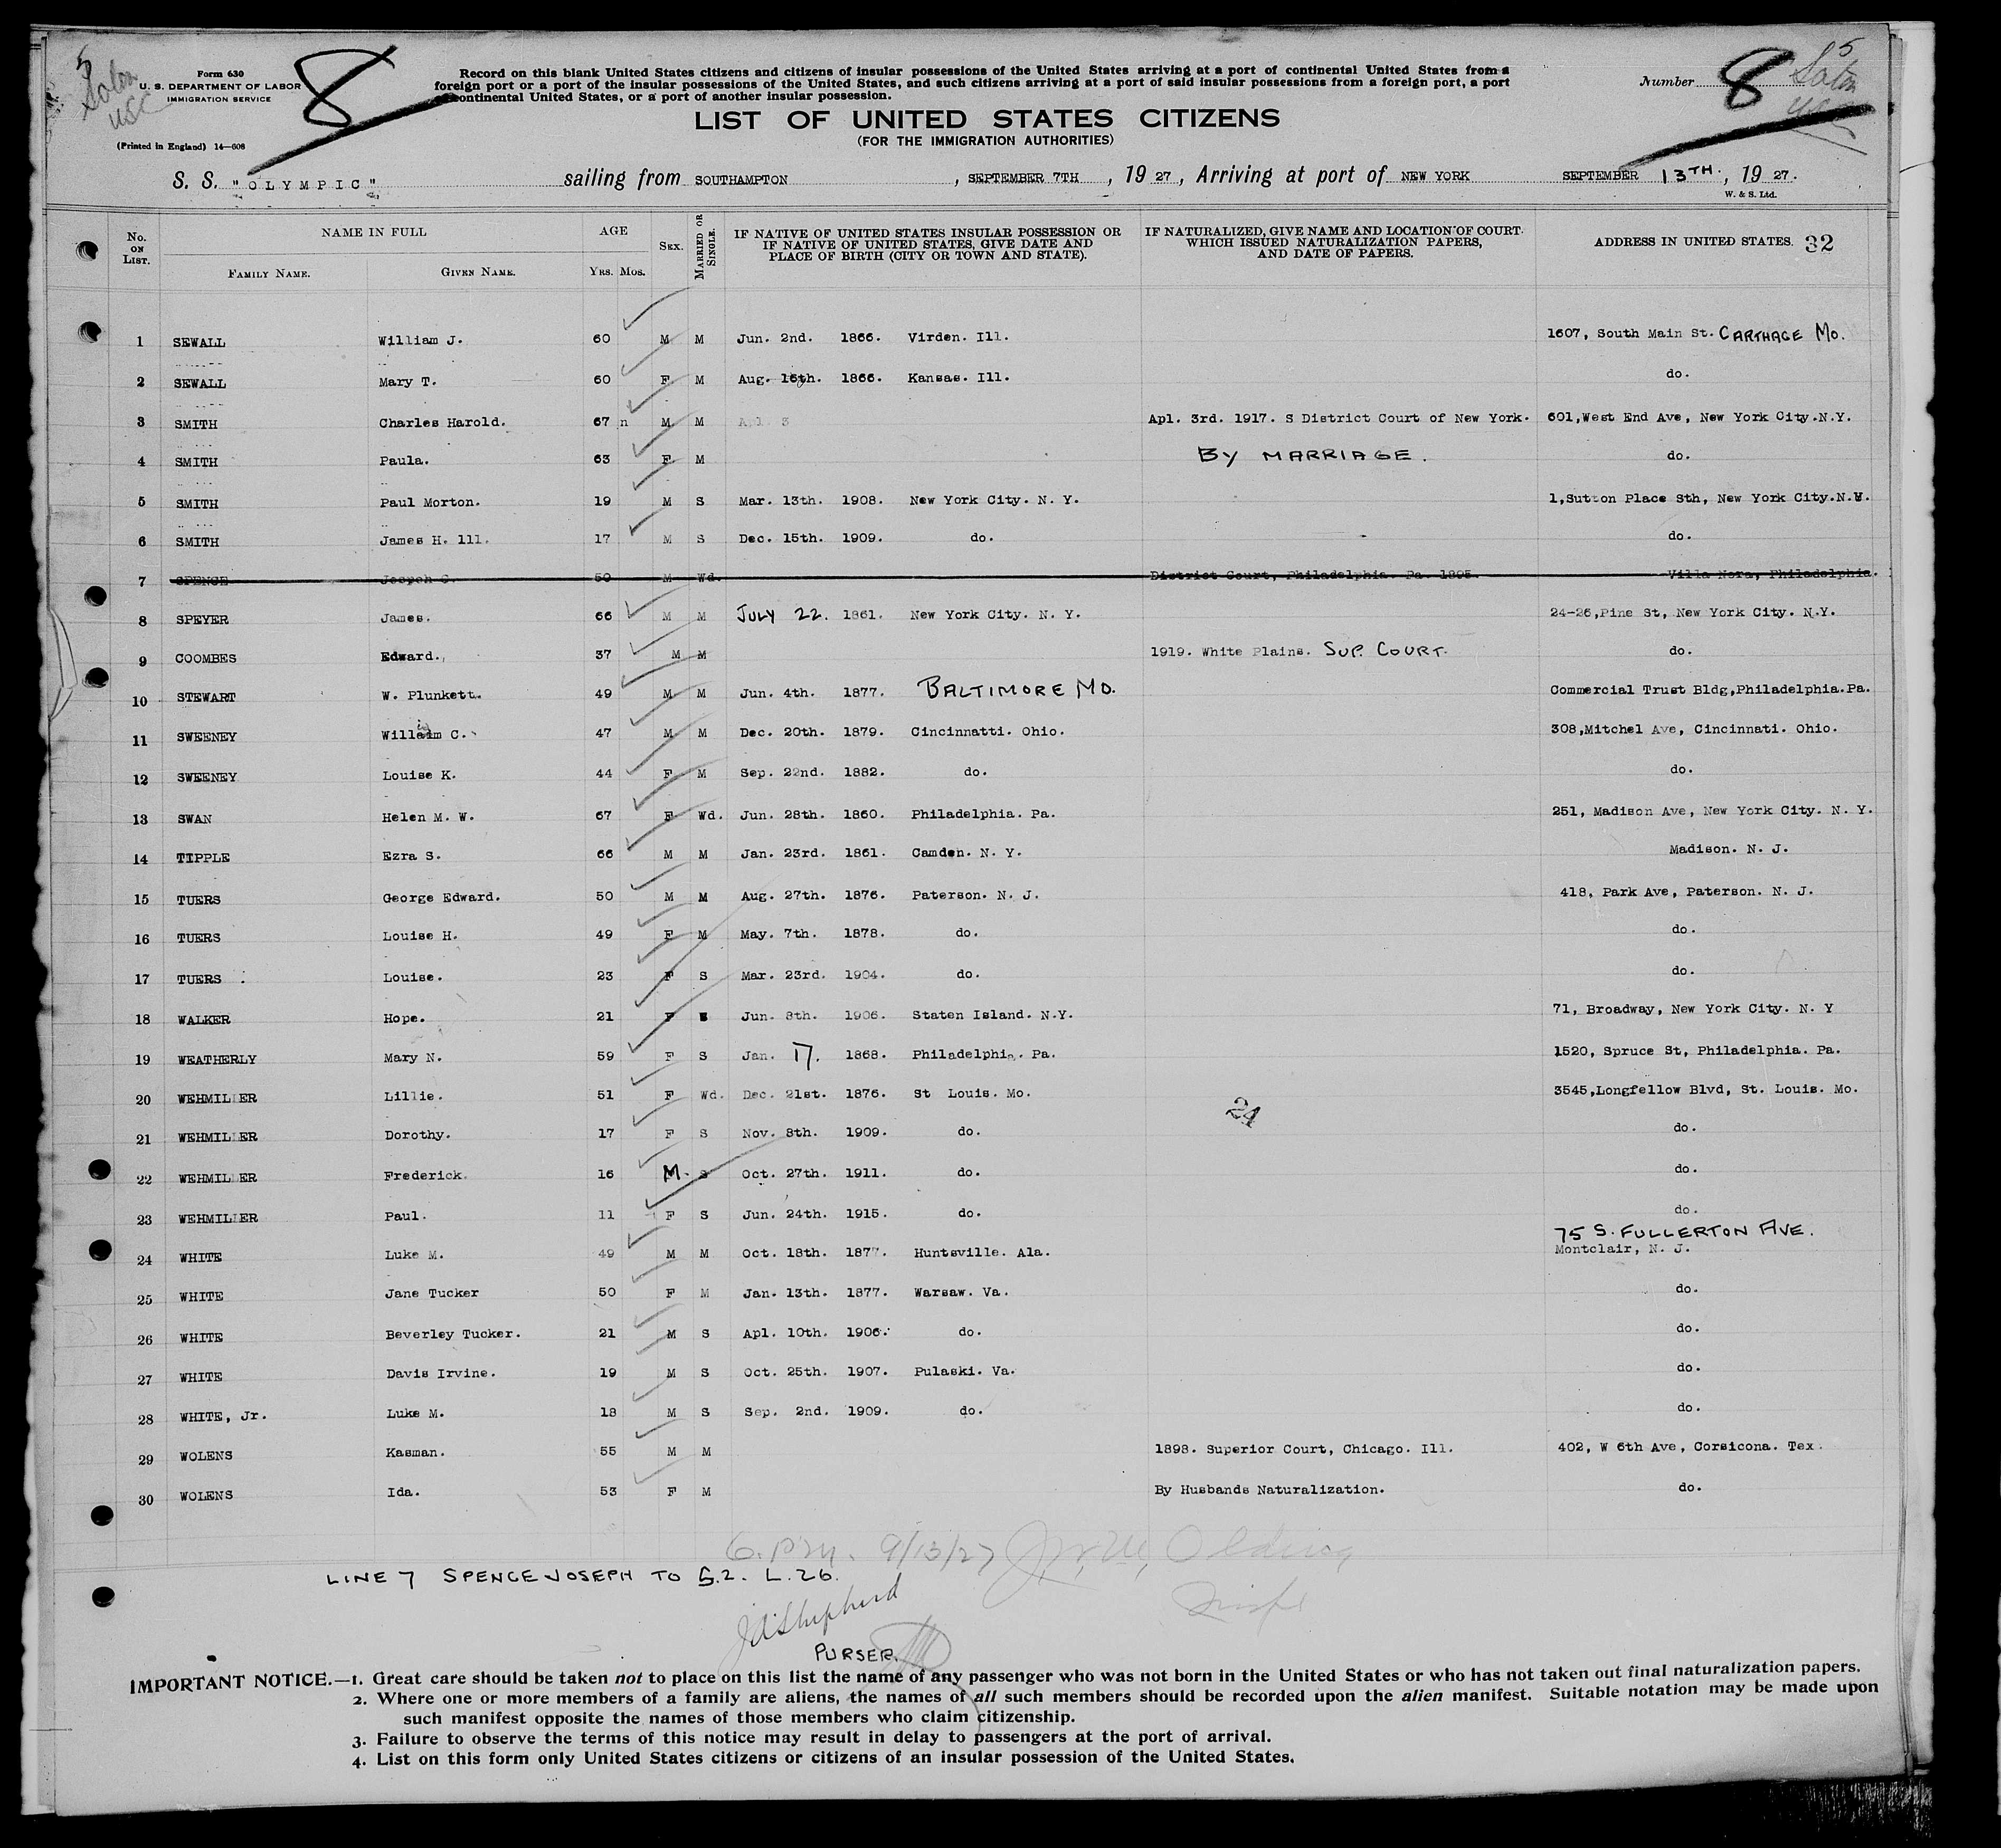 5
Form 630
U. S. DEPARTMENT OF LABOR
IMMIGRATION SERVICE
USC
(Printed in England) 14—608
8
Record on this blank United States citizens and citizens of insular possessions of the United States arriving at a port of continental United States from a
foreign port or a port of the insular possessions of the United States, and such citizens arriving at a port of said insular possessions from a foreign port, a port
continental United States, or a port of another insular possession.
LIST OF UNITED STATES CITIZENS
(FOR THE IMMIGRATION AUTHORITIES)
Number 8
5
S. S. "OLYMPIC" sailing from SOUTHAMPTON, SEPTEMBER 7TH, 19 27, Arriving at port of NEW YORK SEPTEMBER 13TH., 19 27.
W. & S. Ltd.
No. ON LIST. NAME IN FULL FAMILY NAME. GIVEN NAME. AGE YRS. MOS. SEX. MARRIED OR SINGLE. IF NATIVE OF UNITED STATES INSULAR POSSESSION OR IF NATIVE OF UNITED STATES, GIVE DATE AND PLACE OF BIRTH (CITY OR TOWN AND STATE). IF NATURALIZED, GIVE NAME AND LOCATION OF COURT WHICH ISSUED NATURALIZATION PAPERS, AND DATE OF PAPERS. ADDRESS IN UNITED STATES. 32
1 SEWALL William J. 60 M M Jun. 2nd. 1866. Virden. Ill. 1607, South Main St. CARTHAGE MO.
2 SEWALL Mary T. 60 F M Aug. 16th. 1866. Kansas. Ill. do.
3 SMITH Charles Harold. 67 n M M Apl. 3 Apl. 3rd. 1917. S District Court of New York. 601,West End Ave, New York City.N.Y.
4 SMITH Paula. 63 F M BY MARRIAGE. do.
5 SMITH Paul Morton. 19 M S Mar. 13th. 1908. New York City. N. Y. 1,Sutton Place Sth, New York City.N.Y.
6 SMITH James H. lll. 17 M S Dec. 15th. 1909. do. do.
7 SPENCE Joseph C. 50 M Wd. District Court, Philadelphia. Pa. 1895. Villa Nora, Philadelphia.
8 SPEYER James. 66 M M JULY 22. 1861. New York City. N. Y. 24-26,Pine St, New York City. N.Y.
9 COOMBES Edward. 37 M M 1919. White Plains. SUP. COURT. do.
10 STEWART W. Plunkett. 49 M M Jun. 4th. 1877. BALTIMORE MD. Commercial Trust Bldg,Philadelphia.Pa.
11 SWEENEY William C. 47 M M Dec. 20th. 1879. Cincinnatti. Ohio. 308,Mitchel Ave, Cincinnati. Ohio.
12 SWEENEY Louise K. 44 F M Sep. 22nd. 1882. do. do.
13 SWAN Helen M. W. 67 F Wd. Jun. 28th. 1860. Philadelphia. Pa. 251, Madison Ave, New York City. N. Y.
14 TIPPLE Ezra S. 66 M M Jan. 23rd. 1861. Camden. N. Y. Madison. N. J.
15 TUERS George Edward. 50 M M Aug. 27th. 1876. Paterson. N. J. 418, Park Ave, Paterson. N. J.
16 TUERS Louise H. 49 F M May. 7th. 1878. do. do.
17 TUERS Louise. 23 F S Mar. 23rd. 1904. do. do.
18 WALKER Hope. 21 F S Jun. 8th. 1906. Staten Island. N.Y. 71, Broadway, New York City. N. Y
19 WEATHERLY Mary N. 59 F S Jan. 17. 1868. Philadelphia. Pa. 1520, Spruce St, Philadelphia. Pa.
20 WEHMILLER Lillie. 51 F Wd. Dec. 21st. 1876. St Louis. Mo. 24 3545,Longfellow Blvd, St. Louis. Mo.
21 WEHMILLER Dorothy. 17 F S Nov. 8th. 1909. do. do.
22 WEHMILLER Frederick. 16 M. S Oct. 27th. 1911. do. do.
23 WEHMILLER Paul. 11 F S Jun. 24th. 1915. do. do.
75 S. FULLERTON AVE.
24 WHITE Luke M. 49 M M Oct. 18th. 1877. Huntsville. Ala. Montclair, N. J.
25 WHITE Jane Tucker 50 F M Jan. 13th. 1877. Warsaw. Va. do.
26 WHITE Beverley Tucker. 21 M S Apl. 10th. 1906. do. do.
27 WHITE Davis Irvine. 19 M S Oct. 25th. 1907. Pulaski. Va. do.
28 WHITE, Jr. Luke M. 18 M S Sep. 2nd. 1909. do. do.
29 WOLENS Kasman. 55 M M 1898. Superior Court, Chicago. Ill. 402, W 6th Ave, Corsicona. Tex.
30 WOLENS Ida. 53 F M By Husbands Naturalization. do.
9/13/27
LINE 7 SPENCE JOSEPH TO S.2. L.26.
PURSER.
IMPORTANT NOTICE.—1. Great care should be taken not to place on this list the name of any passenger who was not born in the United States or who has not taken out final naturalization papers.
2. Where one or more members of a family are aliens, the names of all such members should be recorded upon the alien manifest. Suitable notation may be made upon
such manifest opposite the names of those members who claim citizenship.
3. Failure to observe the terms of this notice may result in delay to passengers at the port of arrival.
4. List on this form only United States citizens or citizens of an insular possession of the United States.